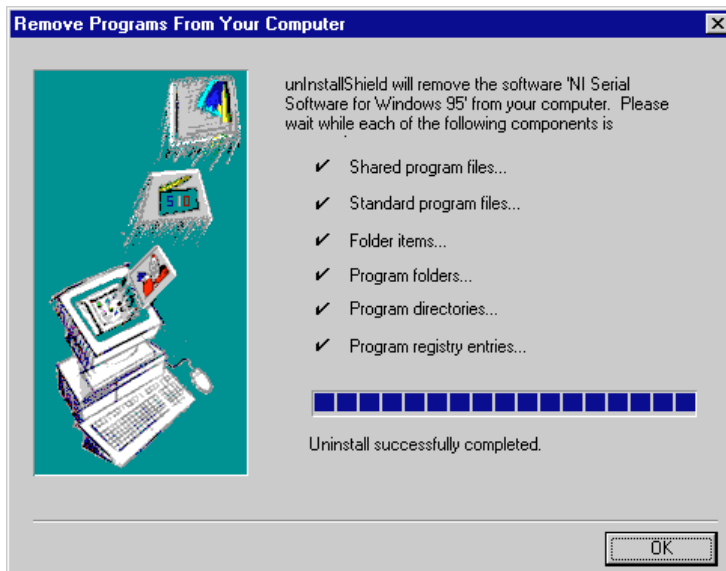 Remove Programs From Your Computer
unInstallShield will remove the software 'NI Serial
Software for Windows 95' from your computer. Please
wait while each of the following components is
✔ Shared program files...
✔ Standard program files...
✔ Folder items...
✔ Program folders...
✔ Program directories...
✔ Program registry entries...
Uninstall successfully completed.
OK